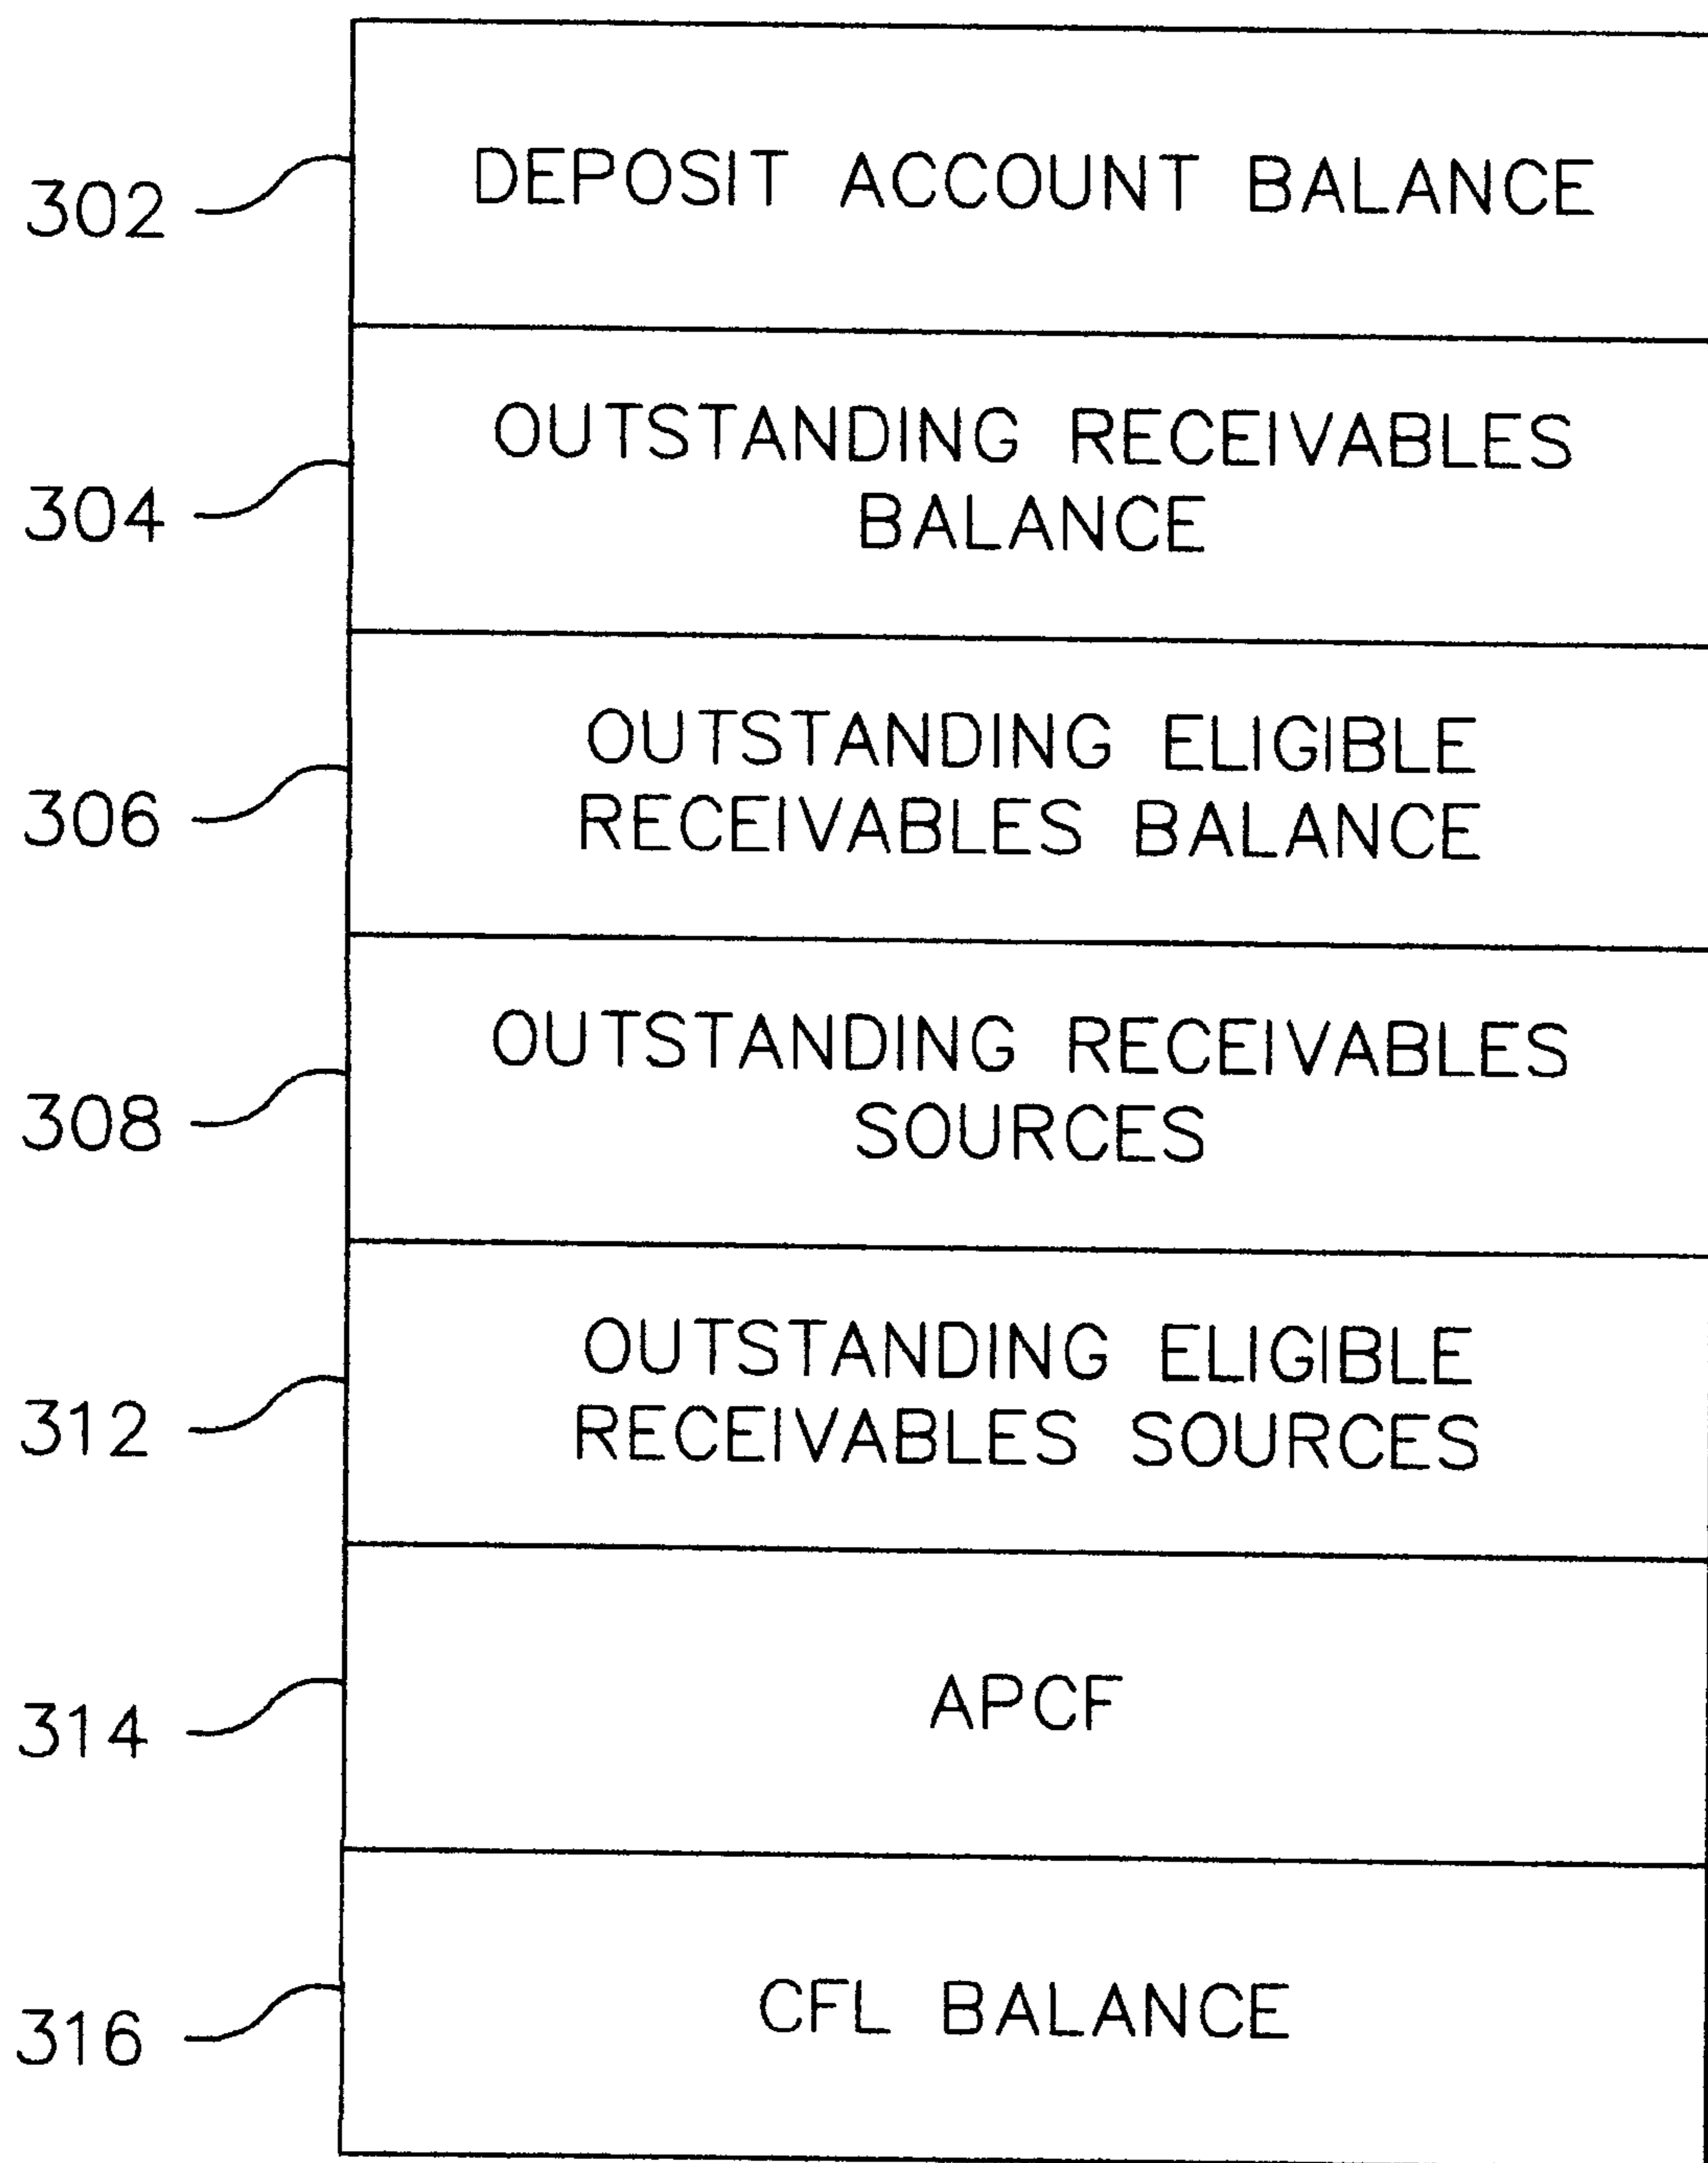 302
DEPOSIT ACCOUNT BALANCE
304
OUTSTANDING RECEIVABLES
BALANCE
306
OUTSTANDING ELIGIBLE
RECEIVABLES BALANCE
308
OUTSTANDING RECEIVABLES
SOURCES
312
OUTSTANDING ELIGIBLE
RECEIVABLES SOURCES
314
APCF
316
CFL BALANCE